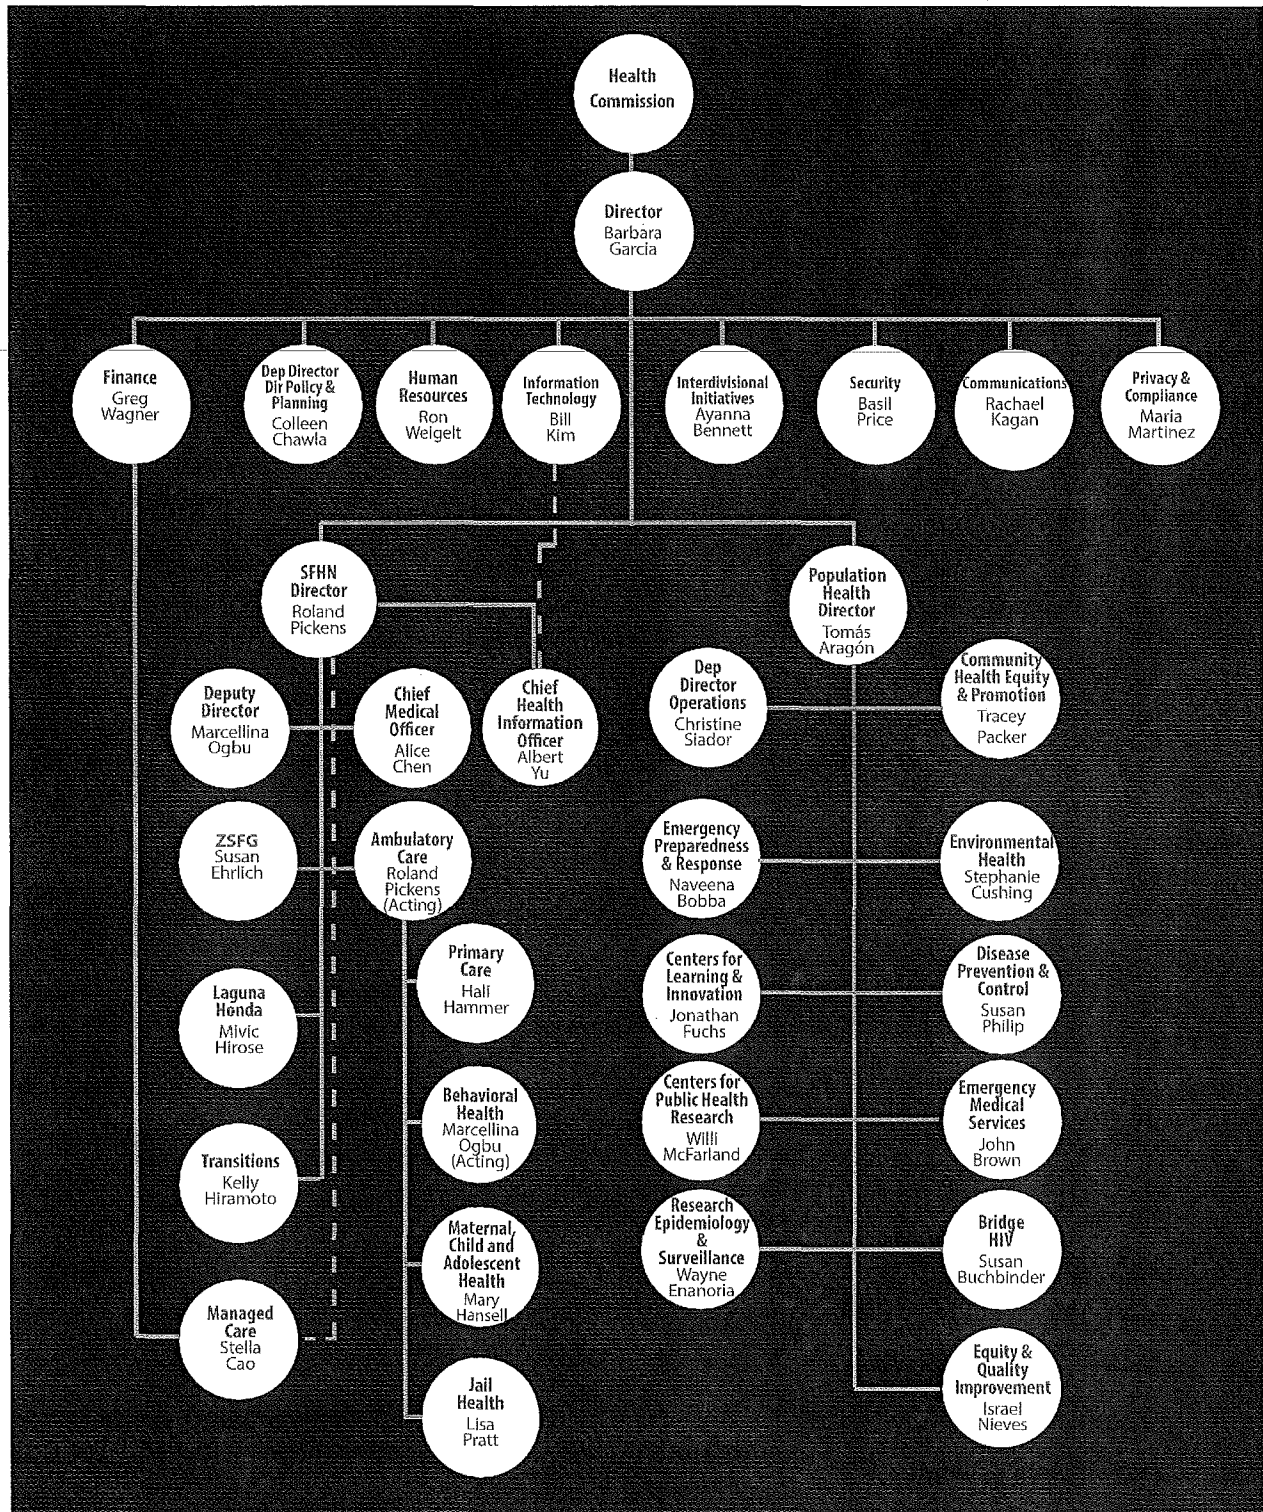 Health
Commission
Director
Barbara
Garcia
Finance
Greg
Wagner
Dep Director
Dir Policy &
Planning
Colleen
Chawla
Human
Resources
Ron
Weigelt
Information
Technology
Bill
Kim
Interdivisional
Initiatives
Ayanna
Bennett
Security
Basil
Price
Communications
Rachael
Kagan
Privacy &
Compliance
Maria
Martinez
SFHN
Director
Roland
Pickens
Population
Health
Director
Tomás
Aragón
Deputy
Director
Marcellina
Ogbu
Chief
Medical
Officer
Alice
Chen
Chief
Health
Information
Officer
Albert
Yu
Dep
Director
Operations
Christine
Siador
Community
Health Equity
& Promotion
Tracey
Packer
ZSFG
Susan
Ehrlich
Ambulatory
Care
Roland
Pickens
(Acting)
Emergency
Preparedness
& Response
Naveena
Bobba
Environmental
Health
Stephanie
Cushing
Primary
Care
Hali
Hammer
Centers for
Learning &
Innovation
Jonathan
Fuchs
Disease
Prevention &
Control
Susan
Philip
Laguna
Honda
Mivic
Hirose
Behavioral
Health
Marcellina
Ogbu
(Acting)
Centers for
Public Health
Research
Willi
McFarland
Emergency
Medical
Services
John
Brown
Transitions
Kelly
Hiramoto
Maternal,
Child and
Adolescent
Health
Mary
Hansell
Research
Epidemiology
&
Surveillance
Wayne
Enanoria
Bridge
HIV
Susan
Buchbinder
Managed
Care
Stella
Cao
Jail
Health
Lisa
Pratt
Equity &
Quality
Improvement
Israel
Nieves